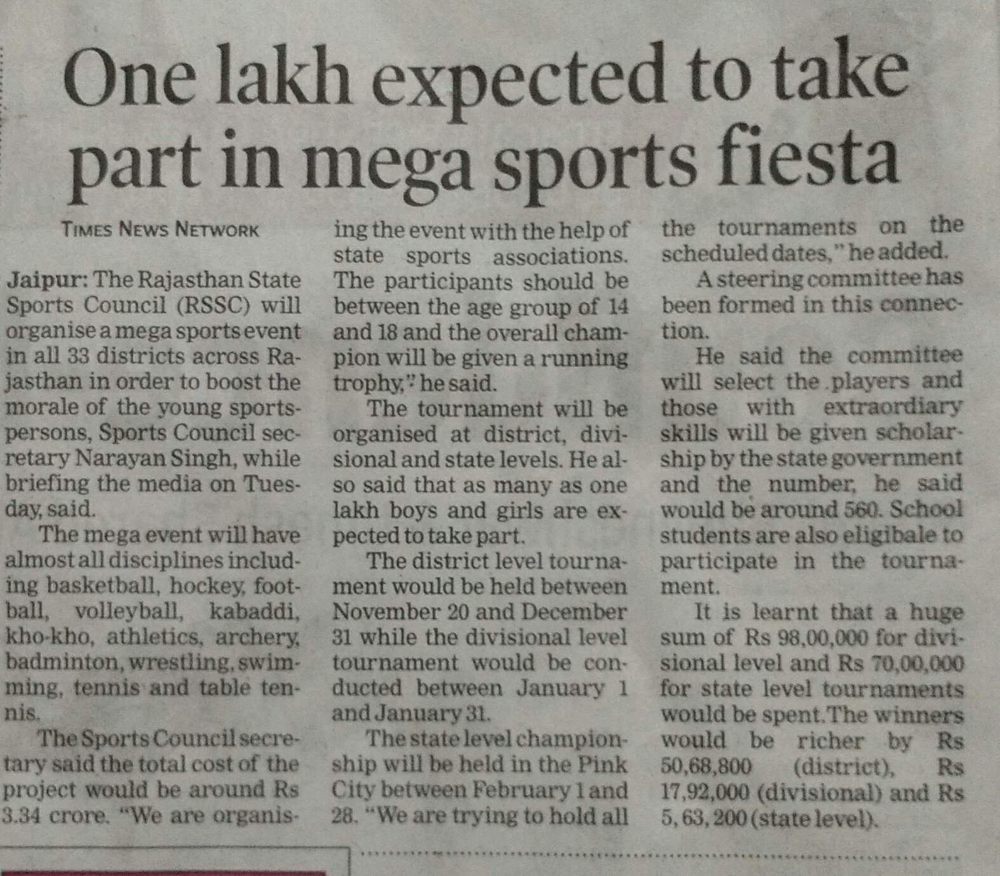 One lakh expected to take
part in mega sports fiesta
TIMES NEWS NETWORK
Jaipur: The Rajasthan State
Sports Council (RSSC) will
organise a mega sports event
in all 33 districts across Ra-
jasthan in order to boost the
morale of the young sports-
persons, Sports Council sec-
retary Narayan Singh, while
briefing the media on Tues-
day, said.
The mega event will have
almost all disciplines includ-
ing basketball, hockey, foot-
ball, volleyball, kabaddi,
kho-kho, athletics, archery,
badminton, wrestling, swim-
ming, tennis and table ten-
nis.
The Sports Council secre-
tary said the total cost of the
project would be around Rs
3.34 crore. "We are organis-
ing the event with the help of
state sports associations.
The participants should be
between the age group of 14
and 18 and the overall cham-
pion will be given a running
trophy," he said.
The tournament will be
organised at district, divi-
sional and state levels. He al-
so said that as many as one
lakh boys and girls are ex-
pected to take part.
The district level tourna-
ment would be held between
November 20 and December
31 while the divisional level
tournament would be con-
ducted between January 1
and January 31.
The state level champion-
ship will be held in the Pink
City between February 1 and
28. "We are trying to hold all
the tournaments on the
scheduled dates," he added.
A steering committee has
been formed in this connec-
tion.
He said the committee
will select the players and
those with extraordiary
skills will be given scholar-
ship by the state government
and the number, he said
would be around 560. School
students are also eligibale to
participate in the tourna-
ment.
It is learnt that a huge
sum of Rs 98,00,000 for divi-
sional level and Rs 70,00,000
for state level tournaments
would be spent. The winners
would be richer by Rs
50,68,800 (district), Rs
17,92,000 (divisional) and Rs
5, 63, 200 (state level).